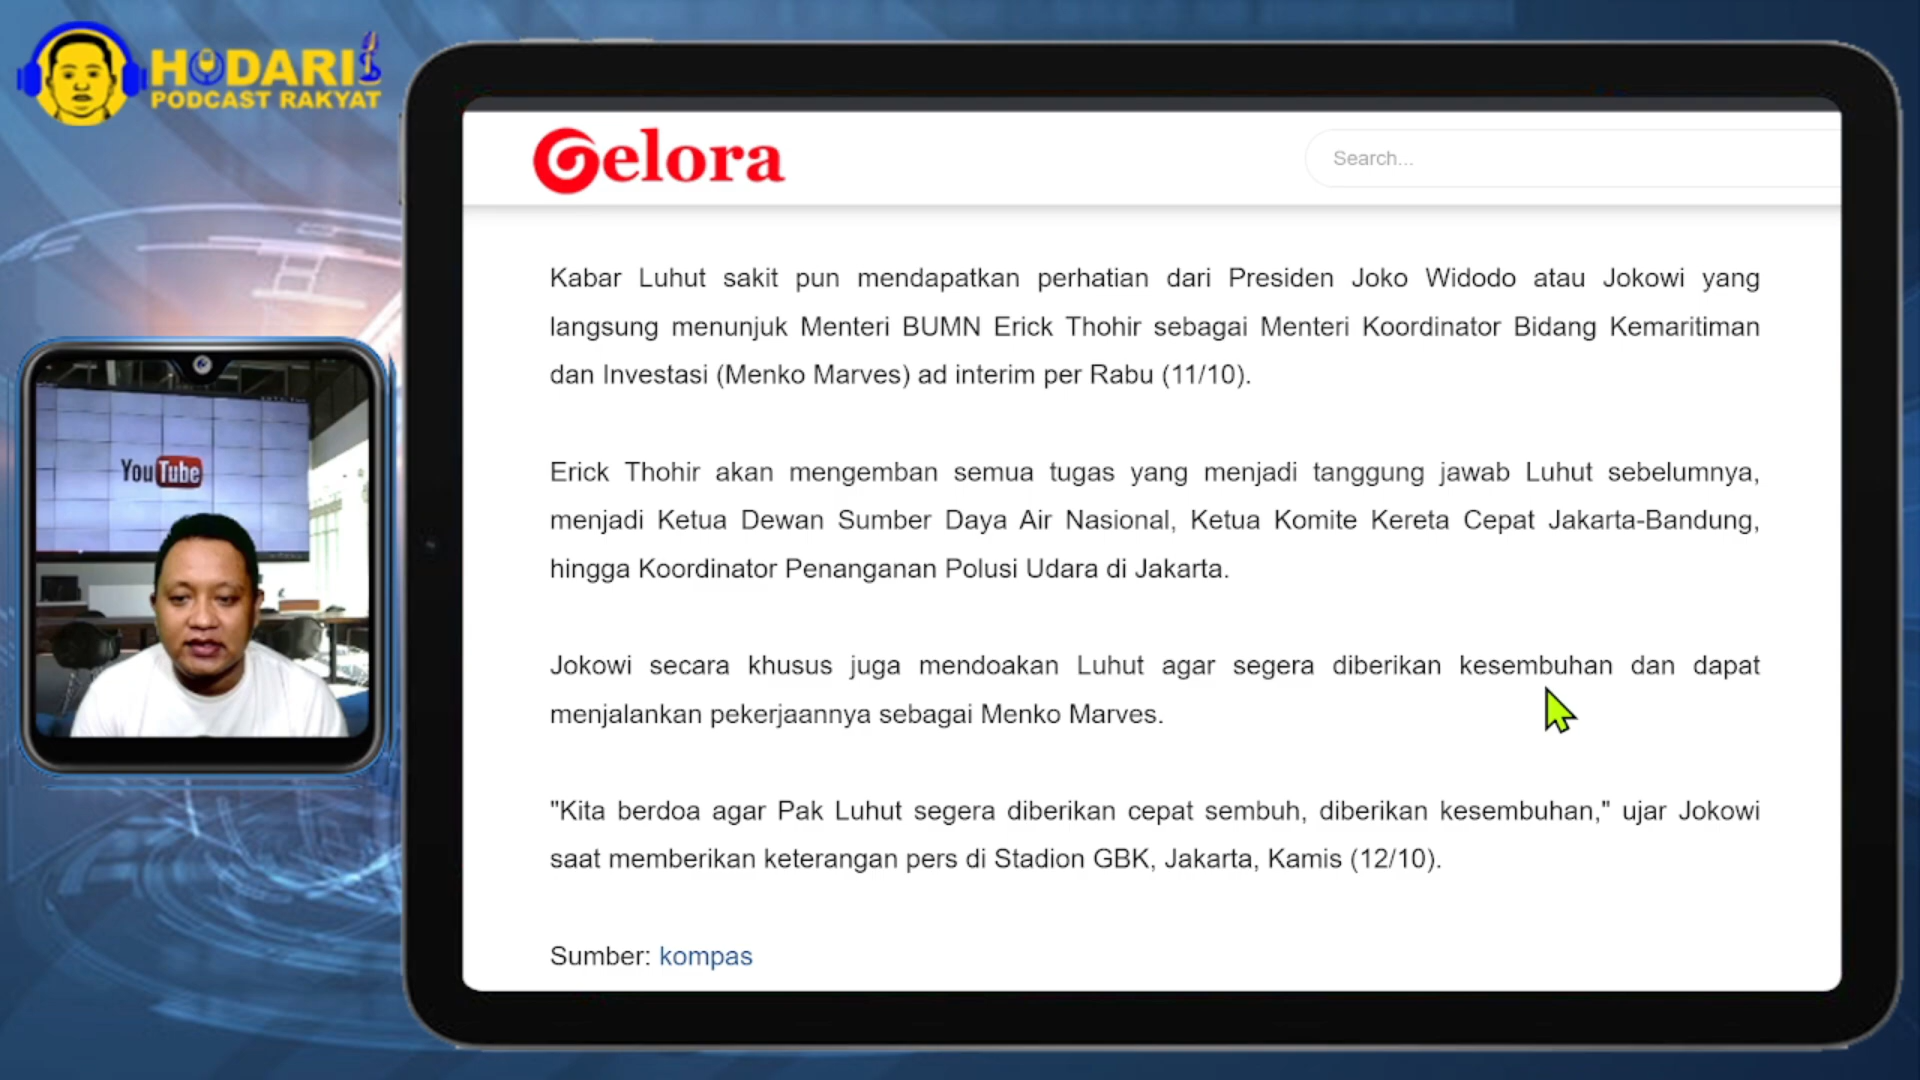 HODARI
PODCAST RAKYAT
Gelora
Search...
Kabar Luhut sakit pun mendapatkan perhatian dari Presiden Joko Widodo atau Jokowi yang
langsung menunjuk Menteri BUMN Erick Thohir sebagai Menteri Koordinator Bidang Kemaritiman
dan Investasi (Menko Marves) ad interim per Rabu (11/10).
Erick Thohir akan mengemban semua tugas yang menjadi tanggung jawab Luhut sebelumnya,
menjadi Ketua Dewan Sumber Daya Air Nasional, Ketua Komite Kereta Cepat Jakarta-Bandung,
hingga Koordinator Penanganan Polusi Udara di Jakarta.
Jokowi secara khusus juga mendoakan Luhut agar segera diberikan kesembuhan dan dapat
menjalankan pekerjaannya sebagai Menko Marves.
"Kita berdoa agar Pak Luhut segera diberikan cepat sembuh, diberikan kesembuhan," ujar Jokowi
saat memberikan keterangan pers di Stadion GBK, Jakarta, Kamis (12/10).
Sumber: kompas
YouTube